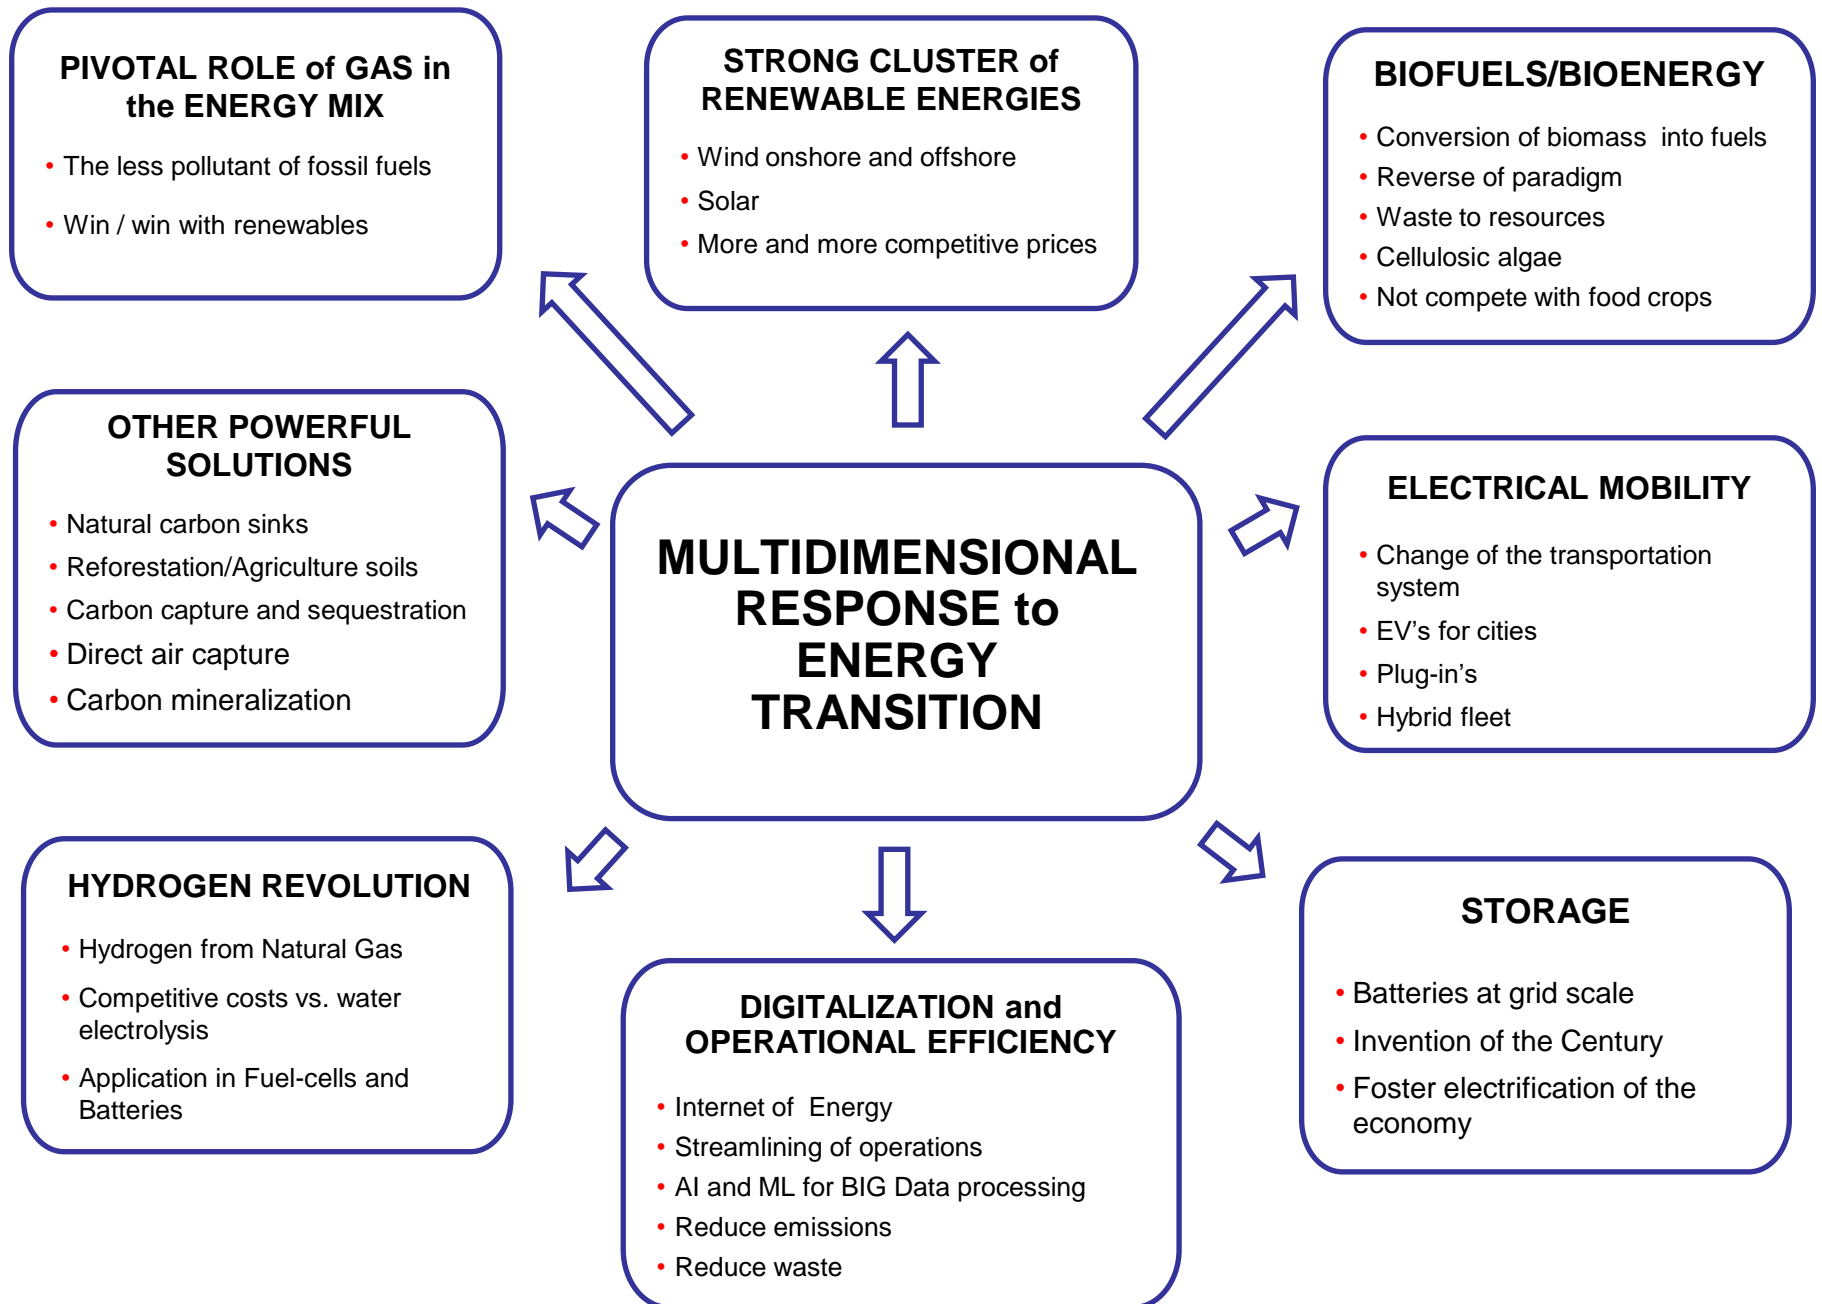 PIVOTAL ROLE of GAS in
the ENERGY MIX
• The less pollutant of fossil fuels
• Win / win with renewables
STRONG CLUSTER of
RENEWABLE ENERGIES
• Wind onshore and offshore
• Solar
• More and more competitive prices
BIOFUELS/BIOENERGY
• Conversion of biomass  into fuels
• Reverse of paradigm
• Waste to resources
• Cellulosic algae
• Not compete with food crops
OTHER POWERFUL
SOLUTIONS
• Natural carbon sinks
• Reforestation/Agriculture soils
• Carbon capture and sequestration
• Direct air capture
• Carbon mineralization
MULTIDIMENSIONAL
RESPONSE to
ENERGY
TRANSITION
ELECTRICAL MOBILITY
• Change of the transportation
system
• EV’s for cities
• Plug-in’s
• Hybrid fleet
HYDROGEN REVOLUTION
• Hydrogen from Natural Gas
• Competitive costs vs. water
electrolysis
• Application in Fuel-cells and
Batteries
DIGITALIZATION and
OPERATIONAL EFFICIENCY
• Internet of  Energy
• Streamlining of operations
• AI and ML for BIG Data processing
• Reduce emissions
• Reduce waste
STORAGE
• Batteries at grid scale
• Invention of the Century
• Foster electrification of the
economy